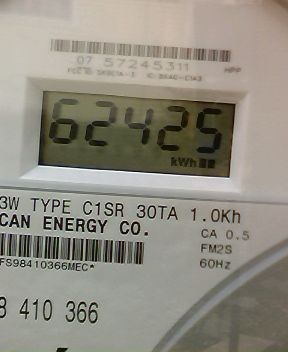 07 57245311
HPP
62425
kWh
3W TYPE C1SR 30TA 1.0Kh
CAN ENERGY CO.
CA 0.5
FM2S
60Hz
FS98410366MEC*
8 410 366